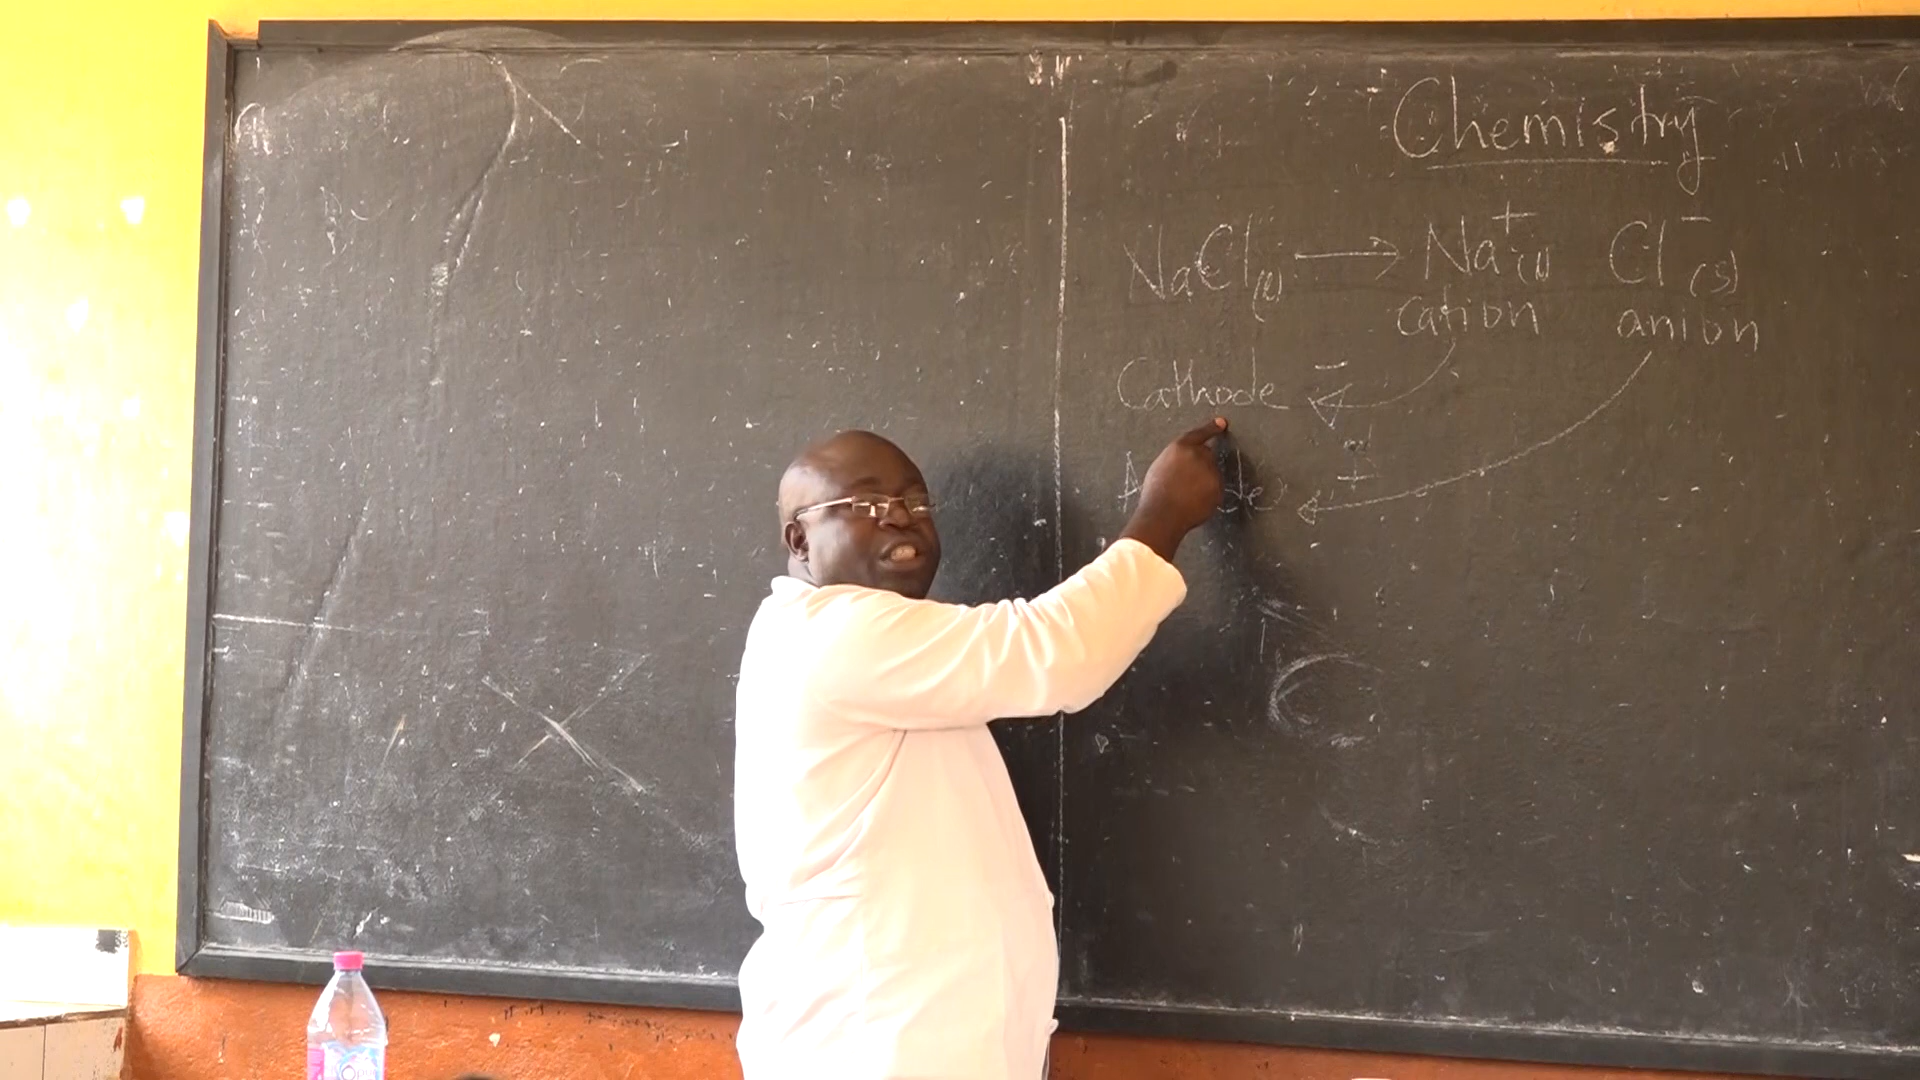 Chemistry
NaCl(l) → Na⁺(l) Cl⁻(s)
cation anion
Cathode −
+